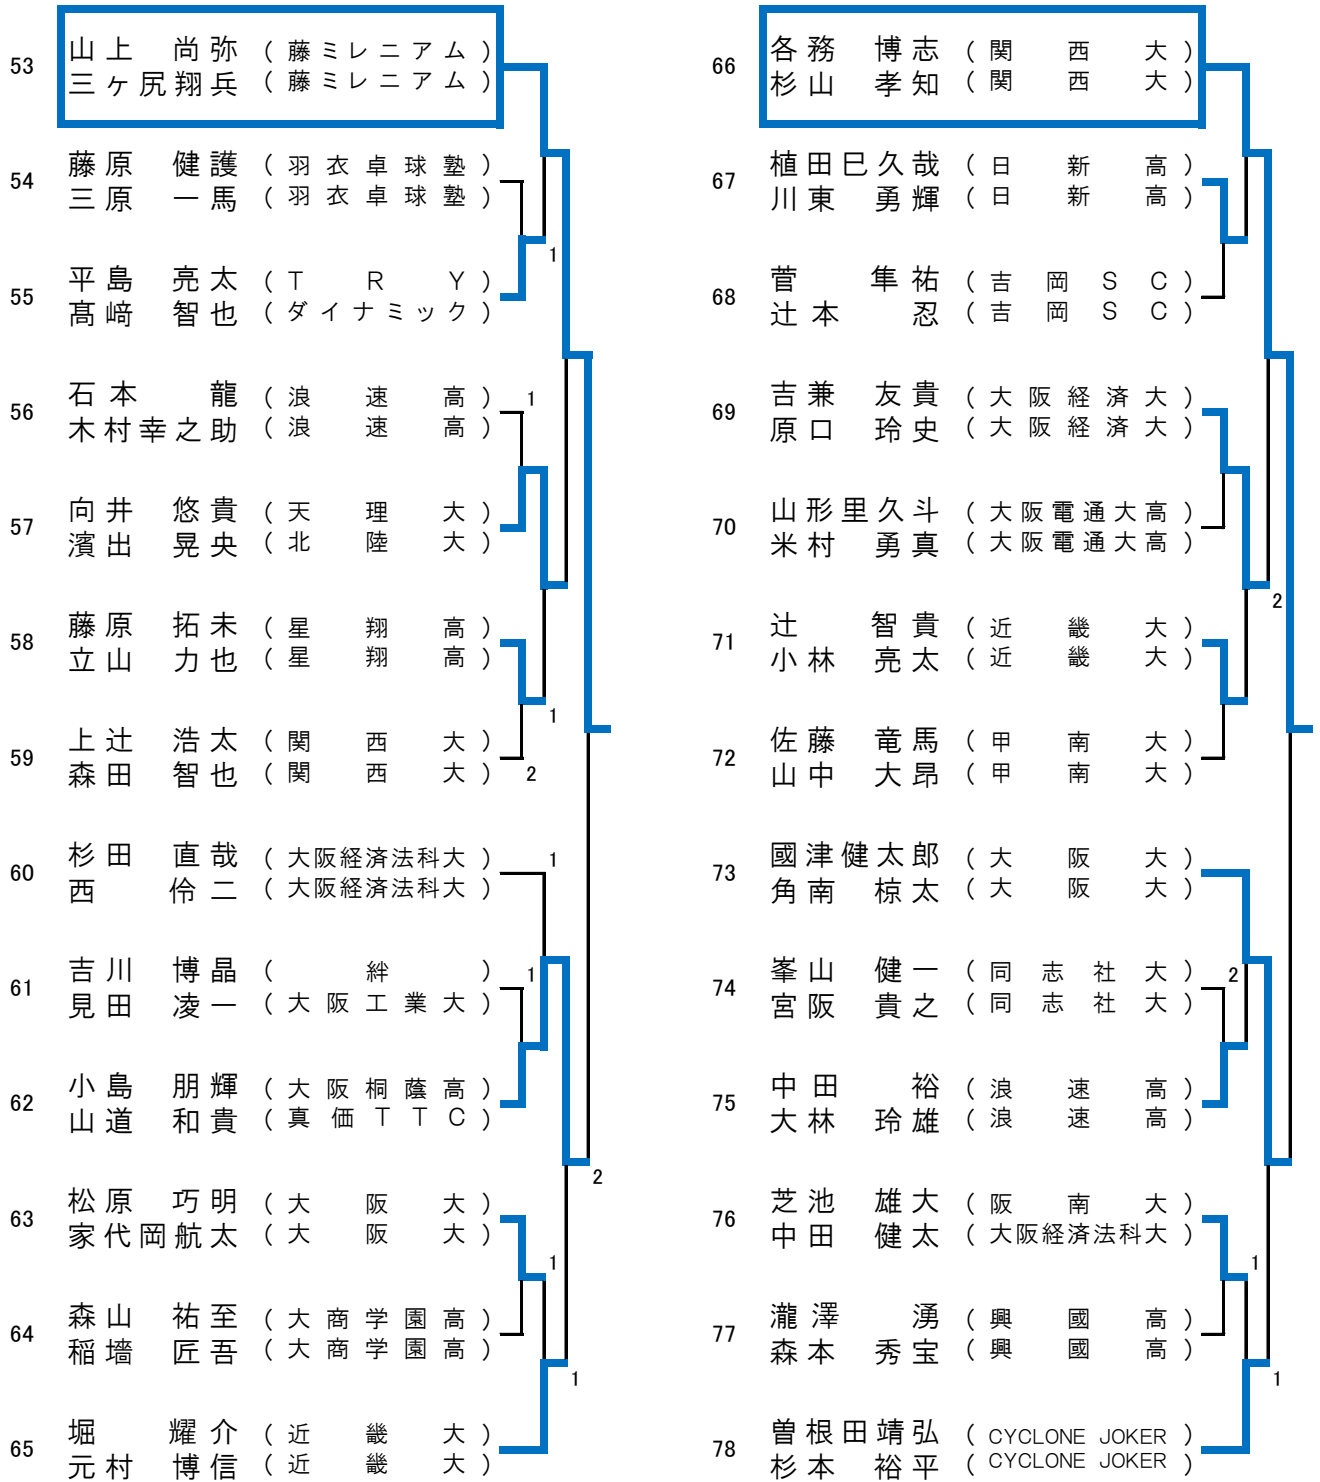 53 山上 尚弥 (藤ミレニアム)
三ヶ尻翔兵 (藤ミレニアム)
54 藤原 健護 (羽衣卓球塾)
三原 一馬 (羽衣卓球塾)
1
55 平島 亮太 (TRY)
髙﨑 智也 (ダイナミック)
56 石本 龍 (浪速高) 1
木村幸之助 (浪速高)
57 向井 悠貴 (天理大)
濱出 晃央 (北陸大)
58 藤原 拓未 (星翔高)
立山 力也 (星翔高)
1
59 上辻 浩太 (関西大)
森田 智也 (関西大) 2
60 杉田 直哉 (大阪経済法科大) 1
西 伶二 (大阪経済法科大)
61 吉川 博晶 (絆) 1
見田 凌一 (大阪工業大)
62 小島 朋輝 (大阪桐蔭高)
山道 和貴 (真価TTC)
2
63 松原 巧明 (大阪大)
家代岡航太 (大阪大)
1
64 森山 祐至 (大商学園高)
稲墻 匠吾 (大商学園高)
1
65 堀 耀介 (近畿大)
元村 博信 (近畿大)
66 各務 博志 (関西大)
杉山 孝知 (関西大)
67 植田巳久哉 (日新高)
川東 勇輝 (日新高)
68 菅 隼祐 (吉岡SC)
辻本 忍 (吉岡SC)
69 吉兼 友貴 (大阪経済大)
原口 玲史 (大阪経済大)
70 山形里久斗 (大阪電通大高)
米村 勇真 (大阪電通大高)
2
71 辻 智貴 (近畿大)
小林 亮太 (近畿大)
72 佐藤 竜馬 (甲南大)
山中 大昂 (甲南大)
73 國津健太郎 (大阪大)
角南 椋太 (大阪大)
74 峯山 健一 (同志社大) 2
宮阪 貴之 (同志社大)
75 中田 裕 (浪速高)
大林 玲雄 (浪速高)
76 芝池 雄大 (阪南大)
中田 健太 (大阪経済法科大)
1
77 瀧澤 湧 (興國高)
森本 秀宝 (興國高)
1
78 曽根田靖弘 (CYCLONE JOKER)
杉本 裕平 (CYCLONE JOKER)